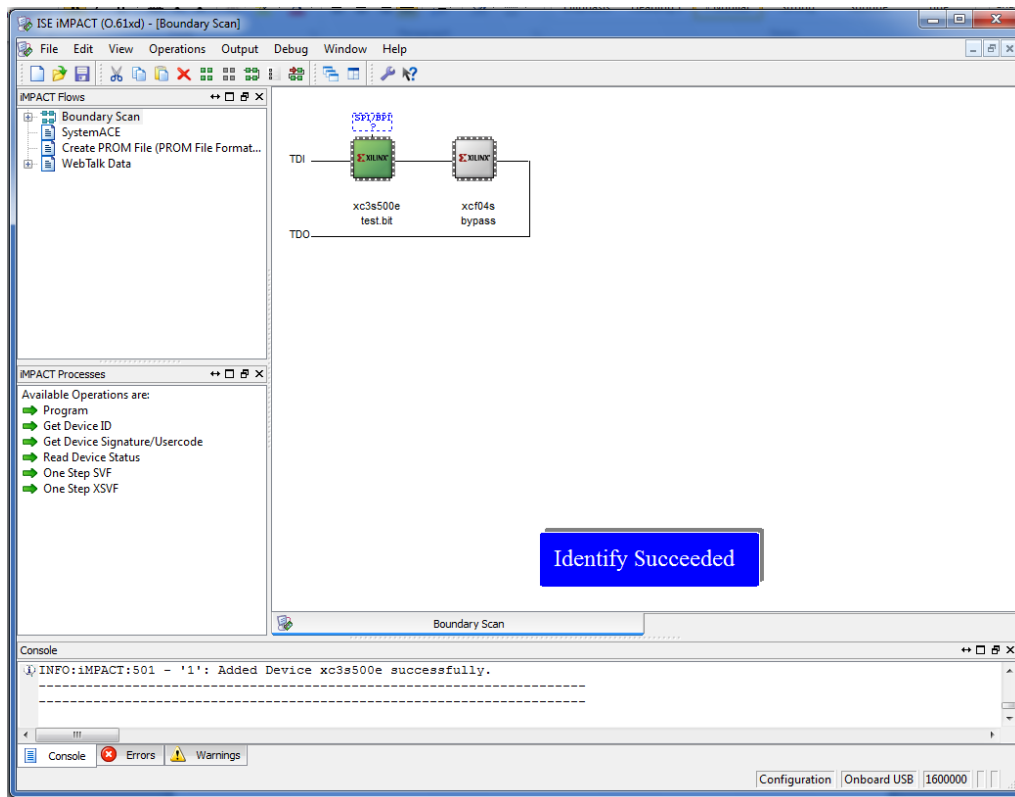 ISE iMPACT (O.61xd) - [Boundary Scan]
File Edit View Operations Output Debug Window Help
iMPACT Flows
Boundary Scan
SystemACE
Create PROM File (PROM File Format...
WebTalk Data
SPI/BPI
?
TDI
XILINX XILINX
xc3s500e xcf04s
test.bit bypass
TDO
iMPACT Processes
Available Operations are:
Program
Get Device ID
Get Device Signature/Usercode
Read Device Status
One Step SVF
One Step XSVF
Identify Succeeded
Boundary Scan
Console
INFO:iMPACT:501 - '1': Added Device xc3s500e successfully.
----------------------------------------------------------------------
----------------------------------------------------------------------
Console Errors Warnings
Configuration Onboard USB 1600000